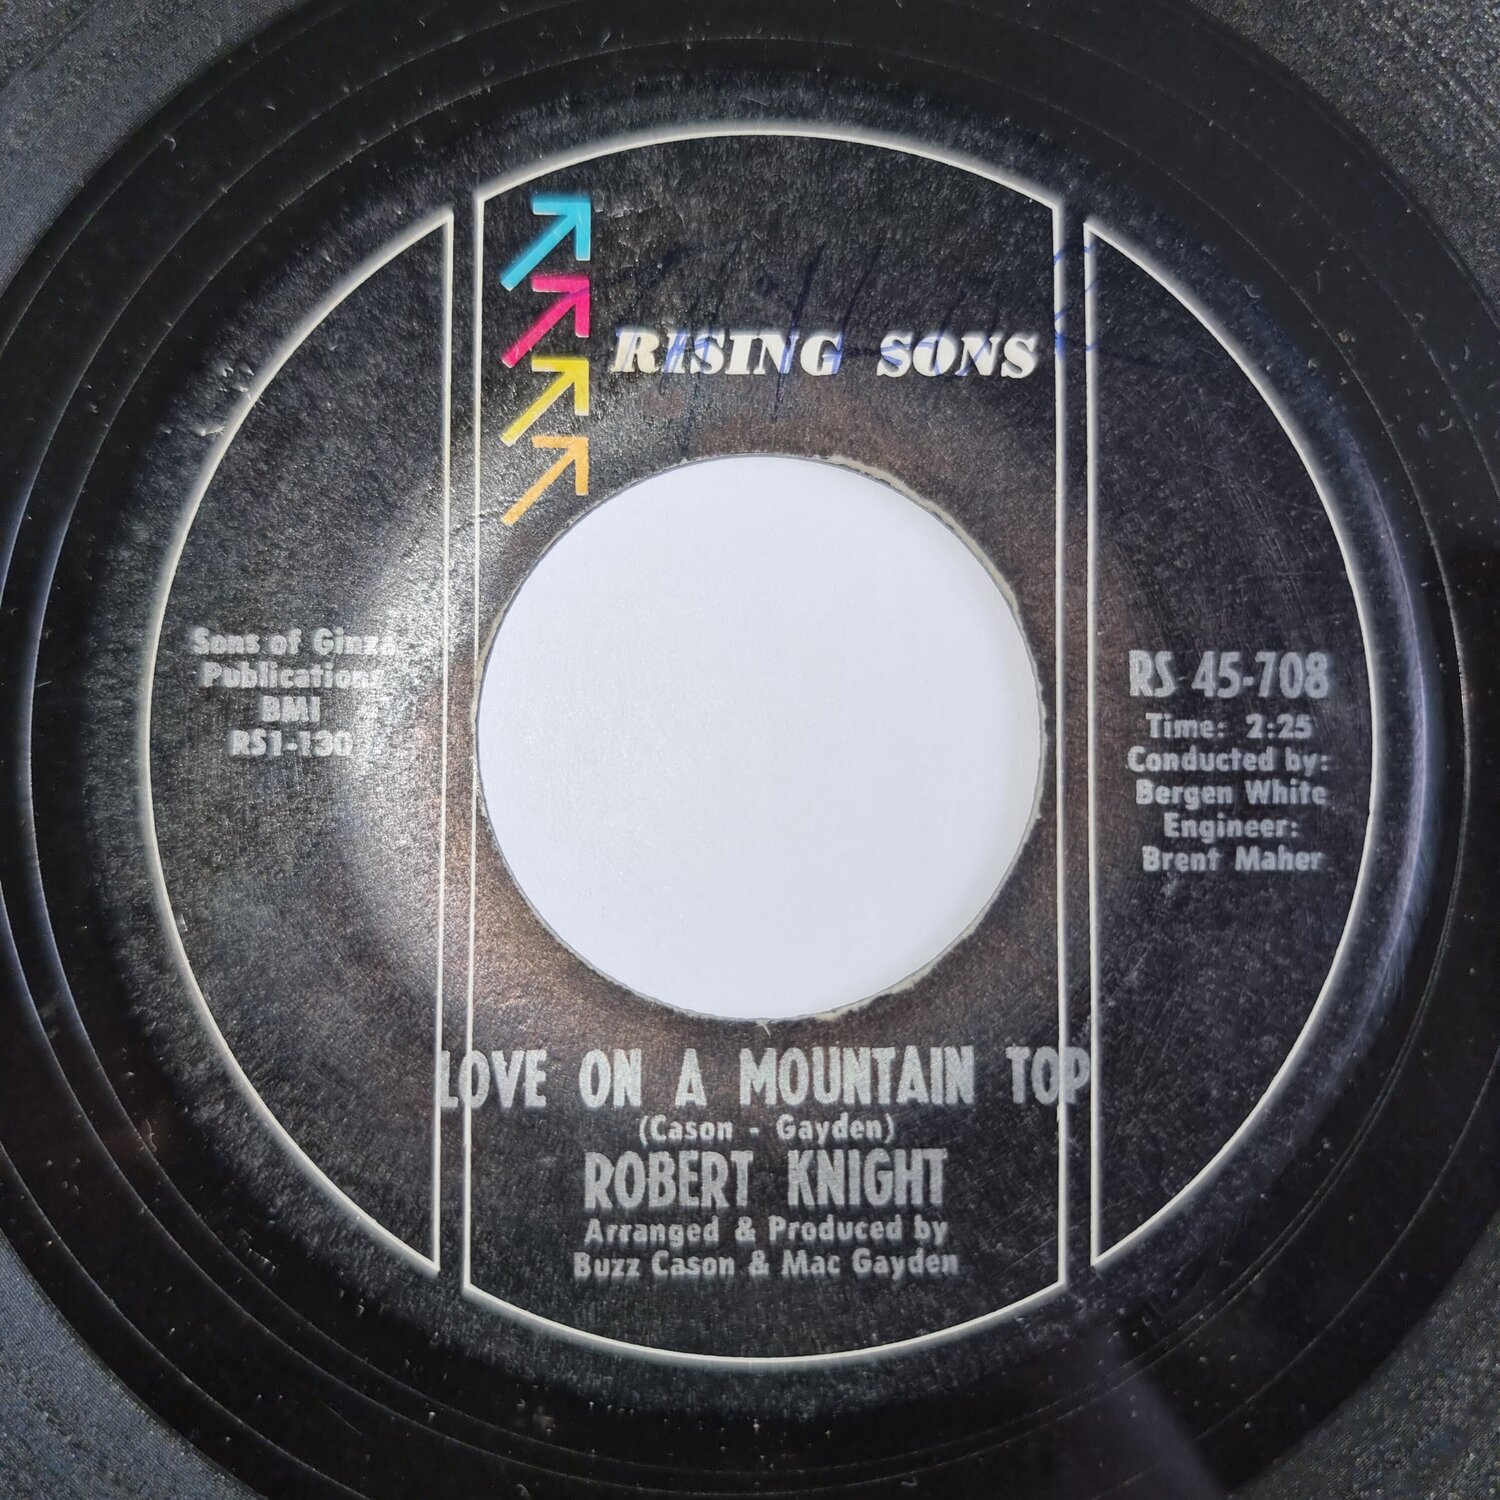 RISING SONS
Sons of Ginza
Publications
BMI
RS1-130
RS 45-708
Time: 2:25
Conducted by:
Bergen White
Engineer:
Brent Maher
LOVE ON A MOUNTAIN TOP
(Cason - Gayden)
ROBERT KNIGHT
Arranged & Produced by
Buzz Cason & Mac Gayden